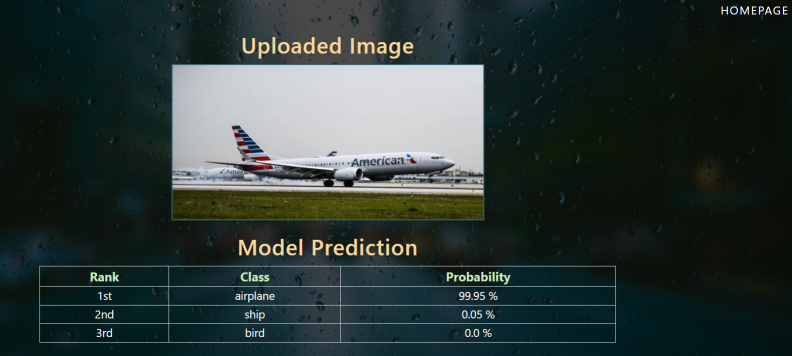 HOMEPAGE
Uploaded Image
American
Model Prediction
Rank Class Probability
1st airplane 99.95 %
2nd ship 0.05 %
3rd bird 0.0 %